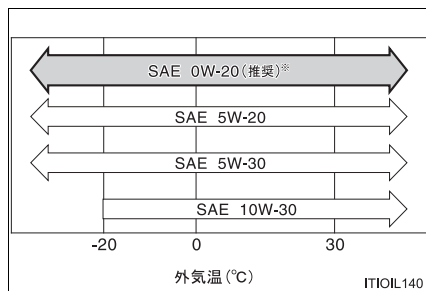 SAE 0W-20(推奨)※
SAE 5W-20
SAE 5W-30
SAE 10W-30
-20 0 30
外気温(℃)
ITIOIL140